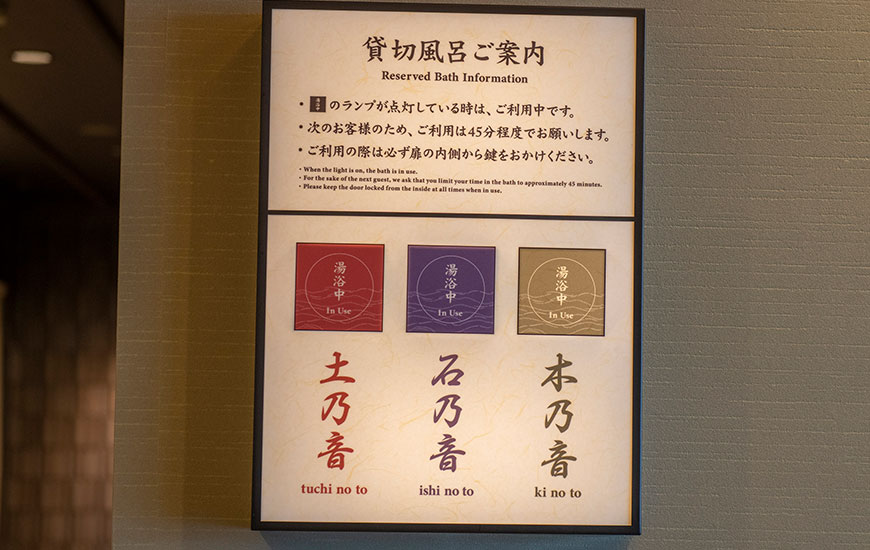 貸切風呂ご案内
Reserved Bath Information
・湯浴中のランプが点灯している時は、ご利用中です。
・次のお客様のため、ご利用は45分程度でお願いします。
・ご利用の際は必ず扉の内側から鍵をおかけください。
・When the light is on, the bath is in use.
・For the sake of the next guest, we ask that you limit your time in the bath to approximately 45 minutes.
・Please keep the door locked from the inside at all times when in use.
湯浴中
In Use
湯浴中
In Use
湯浴中
In Use
土乃音
tuchi no to
石乃音
ishi no to
木乃音
ki no to